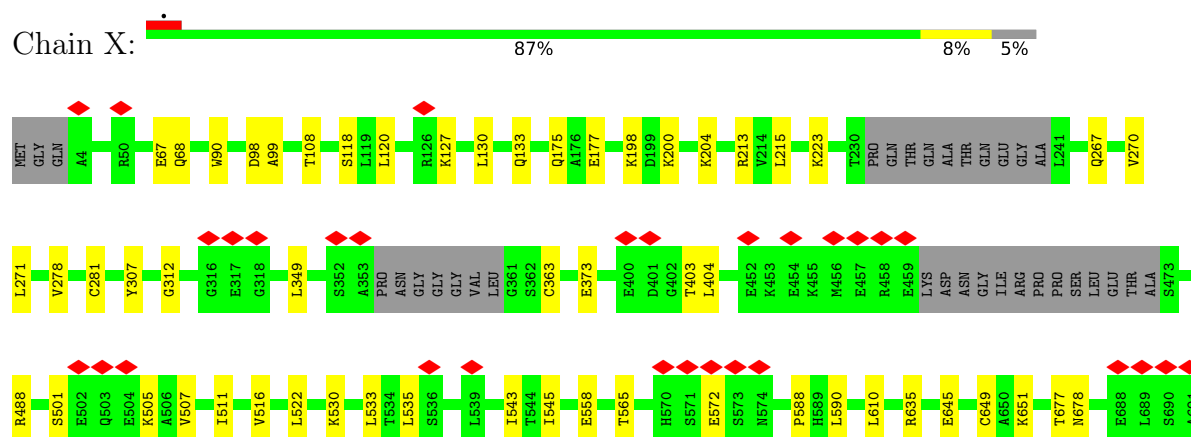 Chain X:
87% 8% 5%
MET GLY GLN A4 R50 E67 Q68 W90 D98 A99 T108 S118 L119 L120 R126 K127 L130 Q133 Q175 A176 E177 K198 D199 K200 K204 R213 V214 L215 K223 T230 PRO GLN THR GLN ALA THR GLN GLU GLY ALA L241 Q267 V270
L271 V278 C281 Y307 G312 G316 E317 G318 L349 S352 A353 PRO ASN GLY GLY GLY VAL LEU G361 S362 C363 E373 E400 D401 G402 T403 L404 E452 K453 E454 K455 M456 E457 R458 E459 LYS ASP ASN GLY ILE ARG PRO PRO SER LEU GLU THR ALA S473
R488 S501 E502 Q503 E504 K505 A506 V507 I511 V516 L522 K530 L533 T534 L535 S536 L539 I543 T544 I545 E558 T565 H570 S571 E572 S573 N574 P588 H589 L590 L610 R635 E645 C649 A650 K651 T677 N678 E688 L689 S690